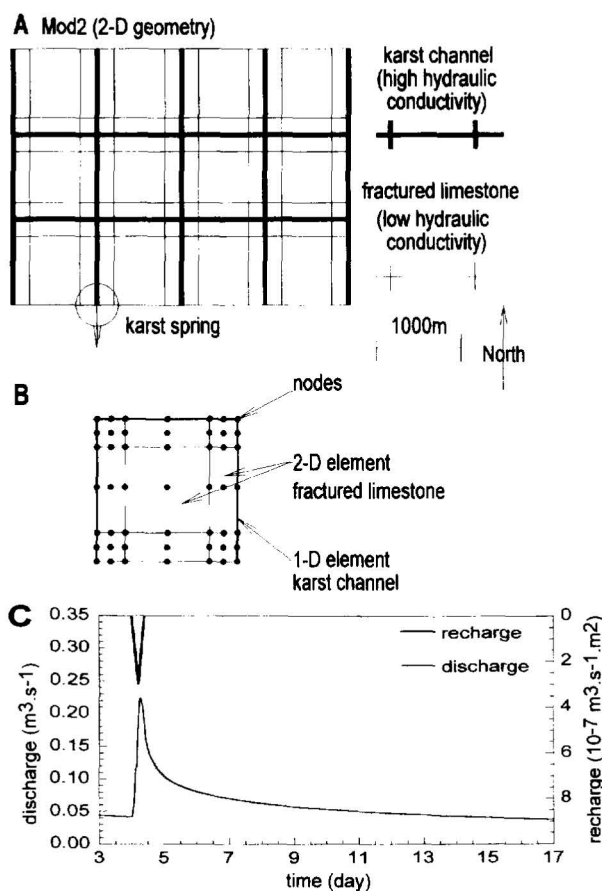 A Mod2 (2-D geometry)
karst channel
(high hydraulic
conductivity)
fractured limestone
(low hydraulic
conductivity)
karst spring
1000m
North
B
nodes
2-D element
fractured limestone
1-D element
karst channel
C
0.35
0.30
0.25
0.20
0.15
0.10
0.05
0.00
discharge (m3.s-1)
recharge
discharge
0
2
4
6
8
recharge (10-7 m3.s-1.m2)
3 5 7 9 11 13 15 17
time (day)